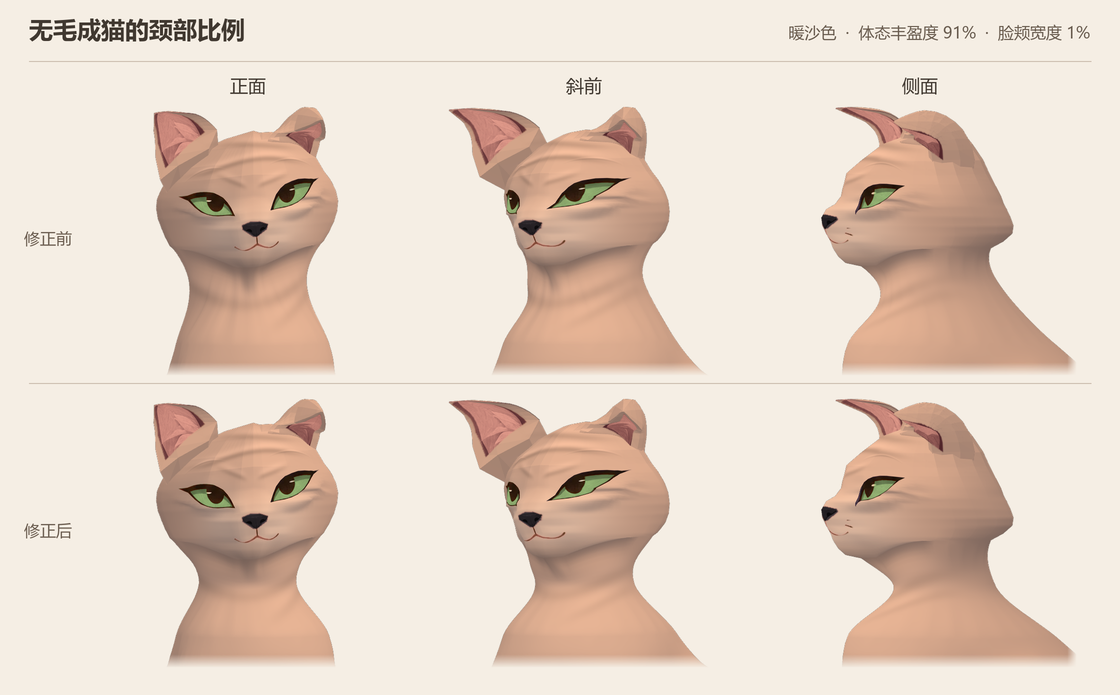 无毛成猫的颈部比例
暖沙色 · 体态丰盈度 91% · 脸颊宽度 1%
正面 斜前 侧面
修正前
修正后